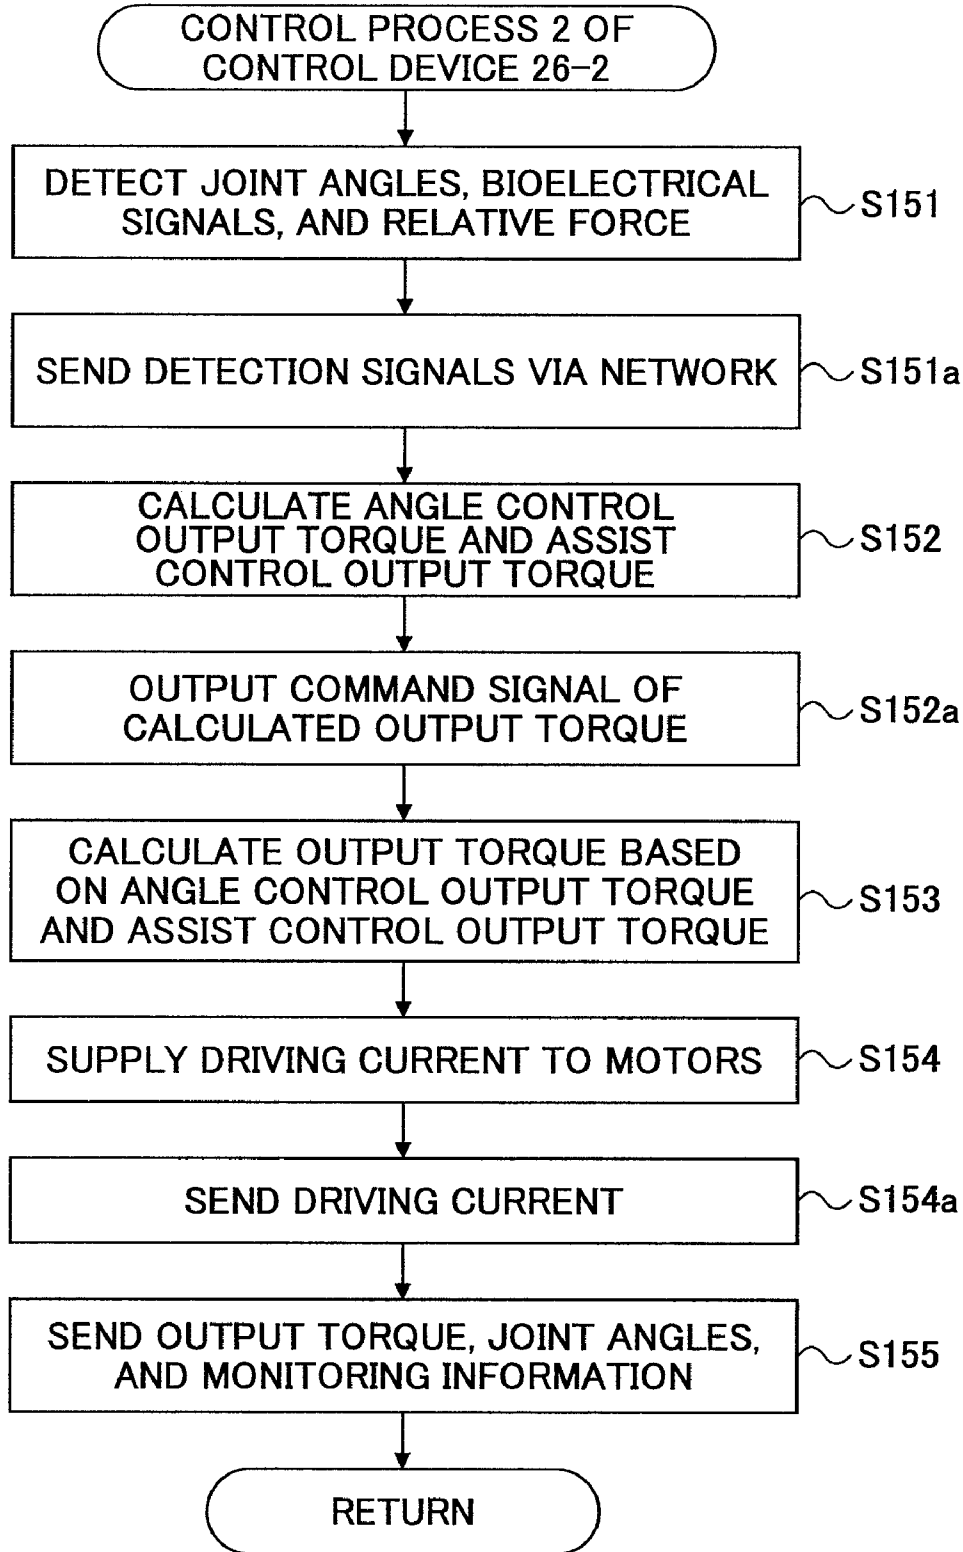 CONTROL PROCESS 2 OF
CONTROL DEVICE 26-2
DETECT JOINT ANGLES, BIOELECTRICAL
SIGNALS, AND RELATIVE FORCE
S151
SEND DETECTION SIGNALS VIA NETWORK
S151a
CALCULATE ANGLE CONTROL
OUTPUT TORQUE AND ASSIST
CONTROL OUTPUT TORQUE
S152
OUTPUT COMMAND SIGNAL OF
CALCULATED OUTPUT TORQUE
S152a
CALCULATE OUTPUT TORQUE BASED
ON ANGLE CONTROL OUTPUT TORQUE
AND ASSIST CONTROL OUTPUT TORQUE
S153
SUPPLY DRIVING CURRENT TO MOTORS
S154
SEND DRIVING CURRENT
S154a
SEND OUTPUT TORQUE, JOINT ANGLES,
AND MONITORING INFORMATION
S155
RETURN